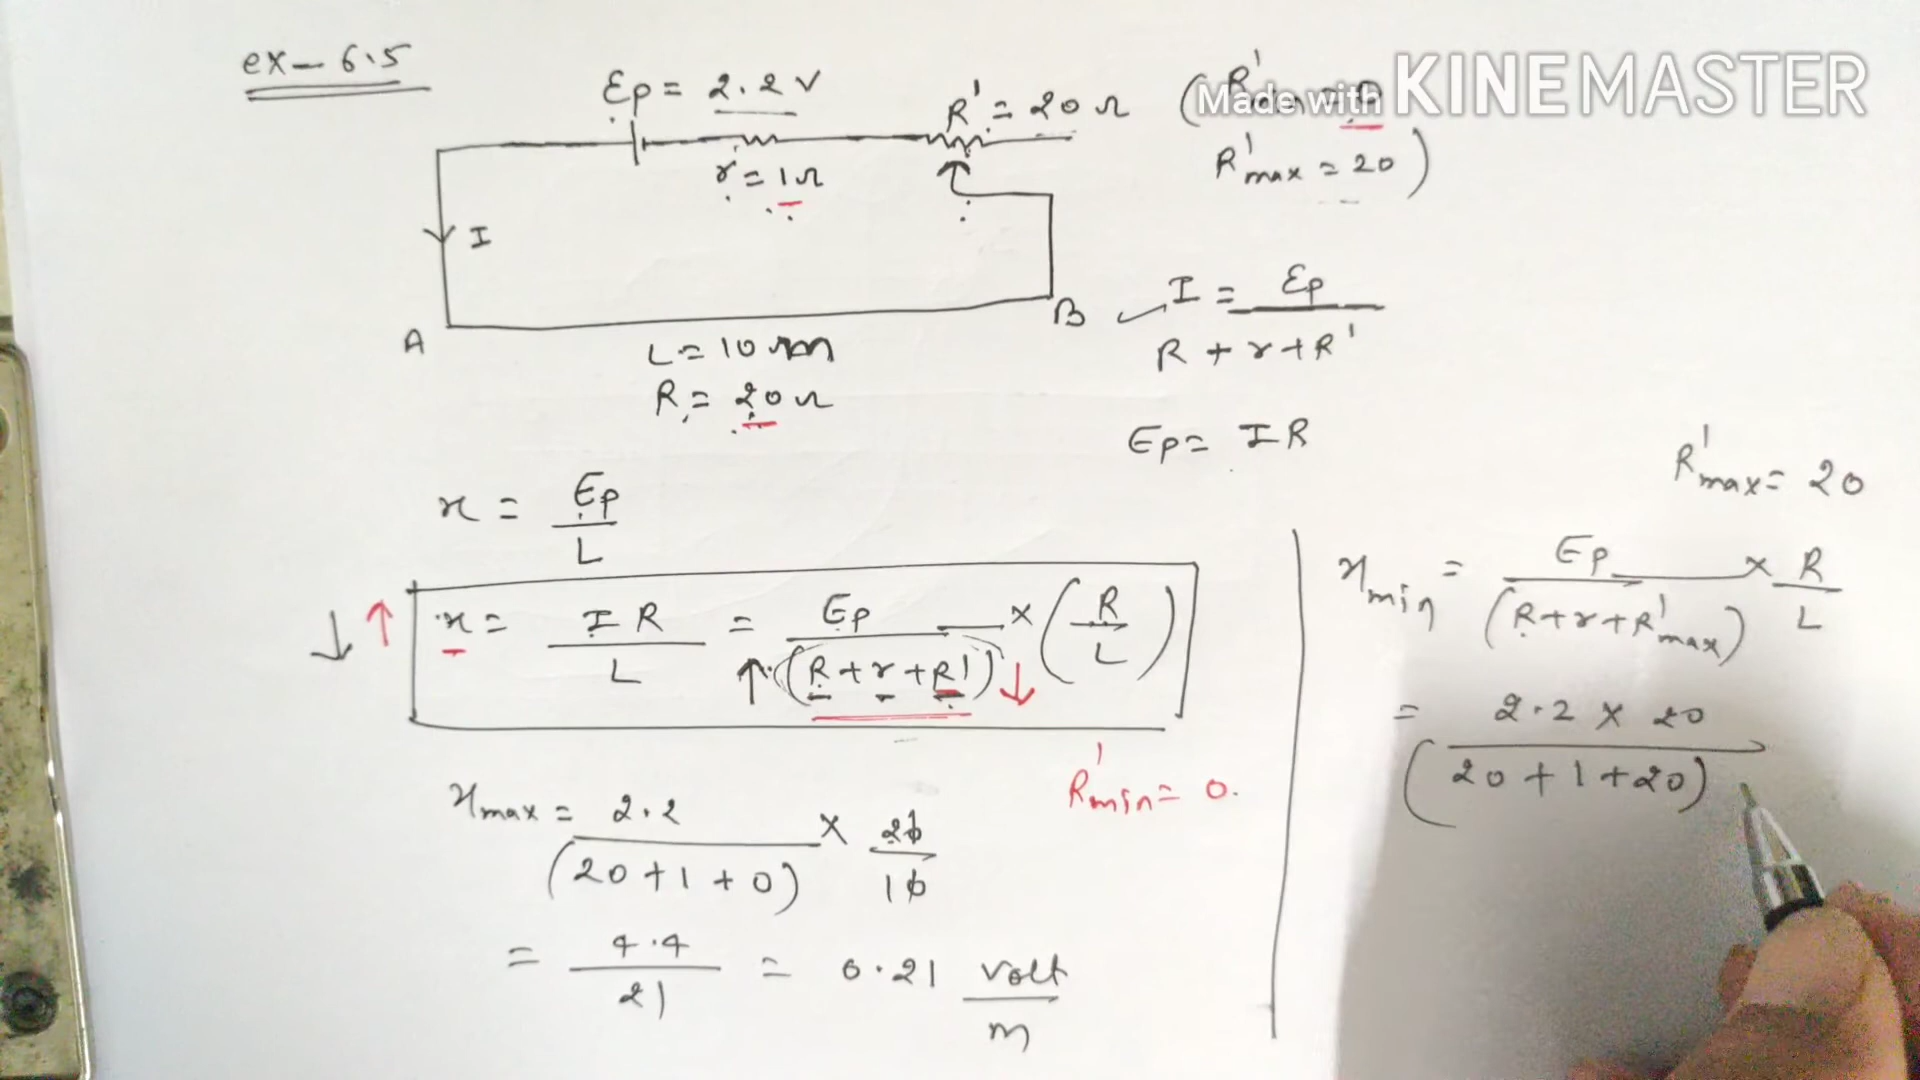 ex - 6.5
Made with KINEMASTER
Ep = 2.2 V
R' = 20 Ω
(R'min = 0
r = 1Ω
R'max = 20)
I
I = Ep / (R + r + R')
A
B
L = 10 m
R = 20 Ω
Ep = IR
R'max = 20
x = Ep / L
x = IR / L = Ep / (R + r + R') × (R / L)
R'min = 0.
xmax = 2.2 / (20 + 1 + 0) × 20 / 10
= 4.4 / 21 = 0.21 volt / m
xmin = Ep / (R + r + R'max) × R / L
= 2.2 × 20 / (20 + 1 + 20)